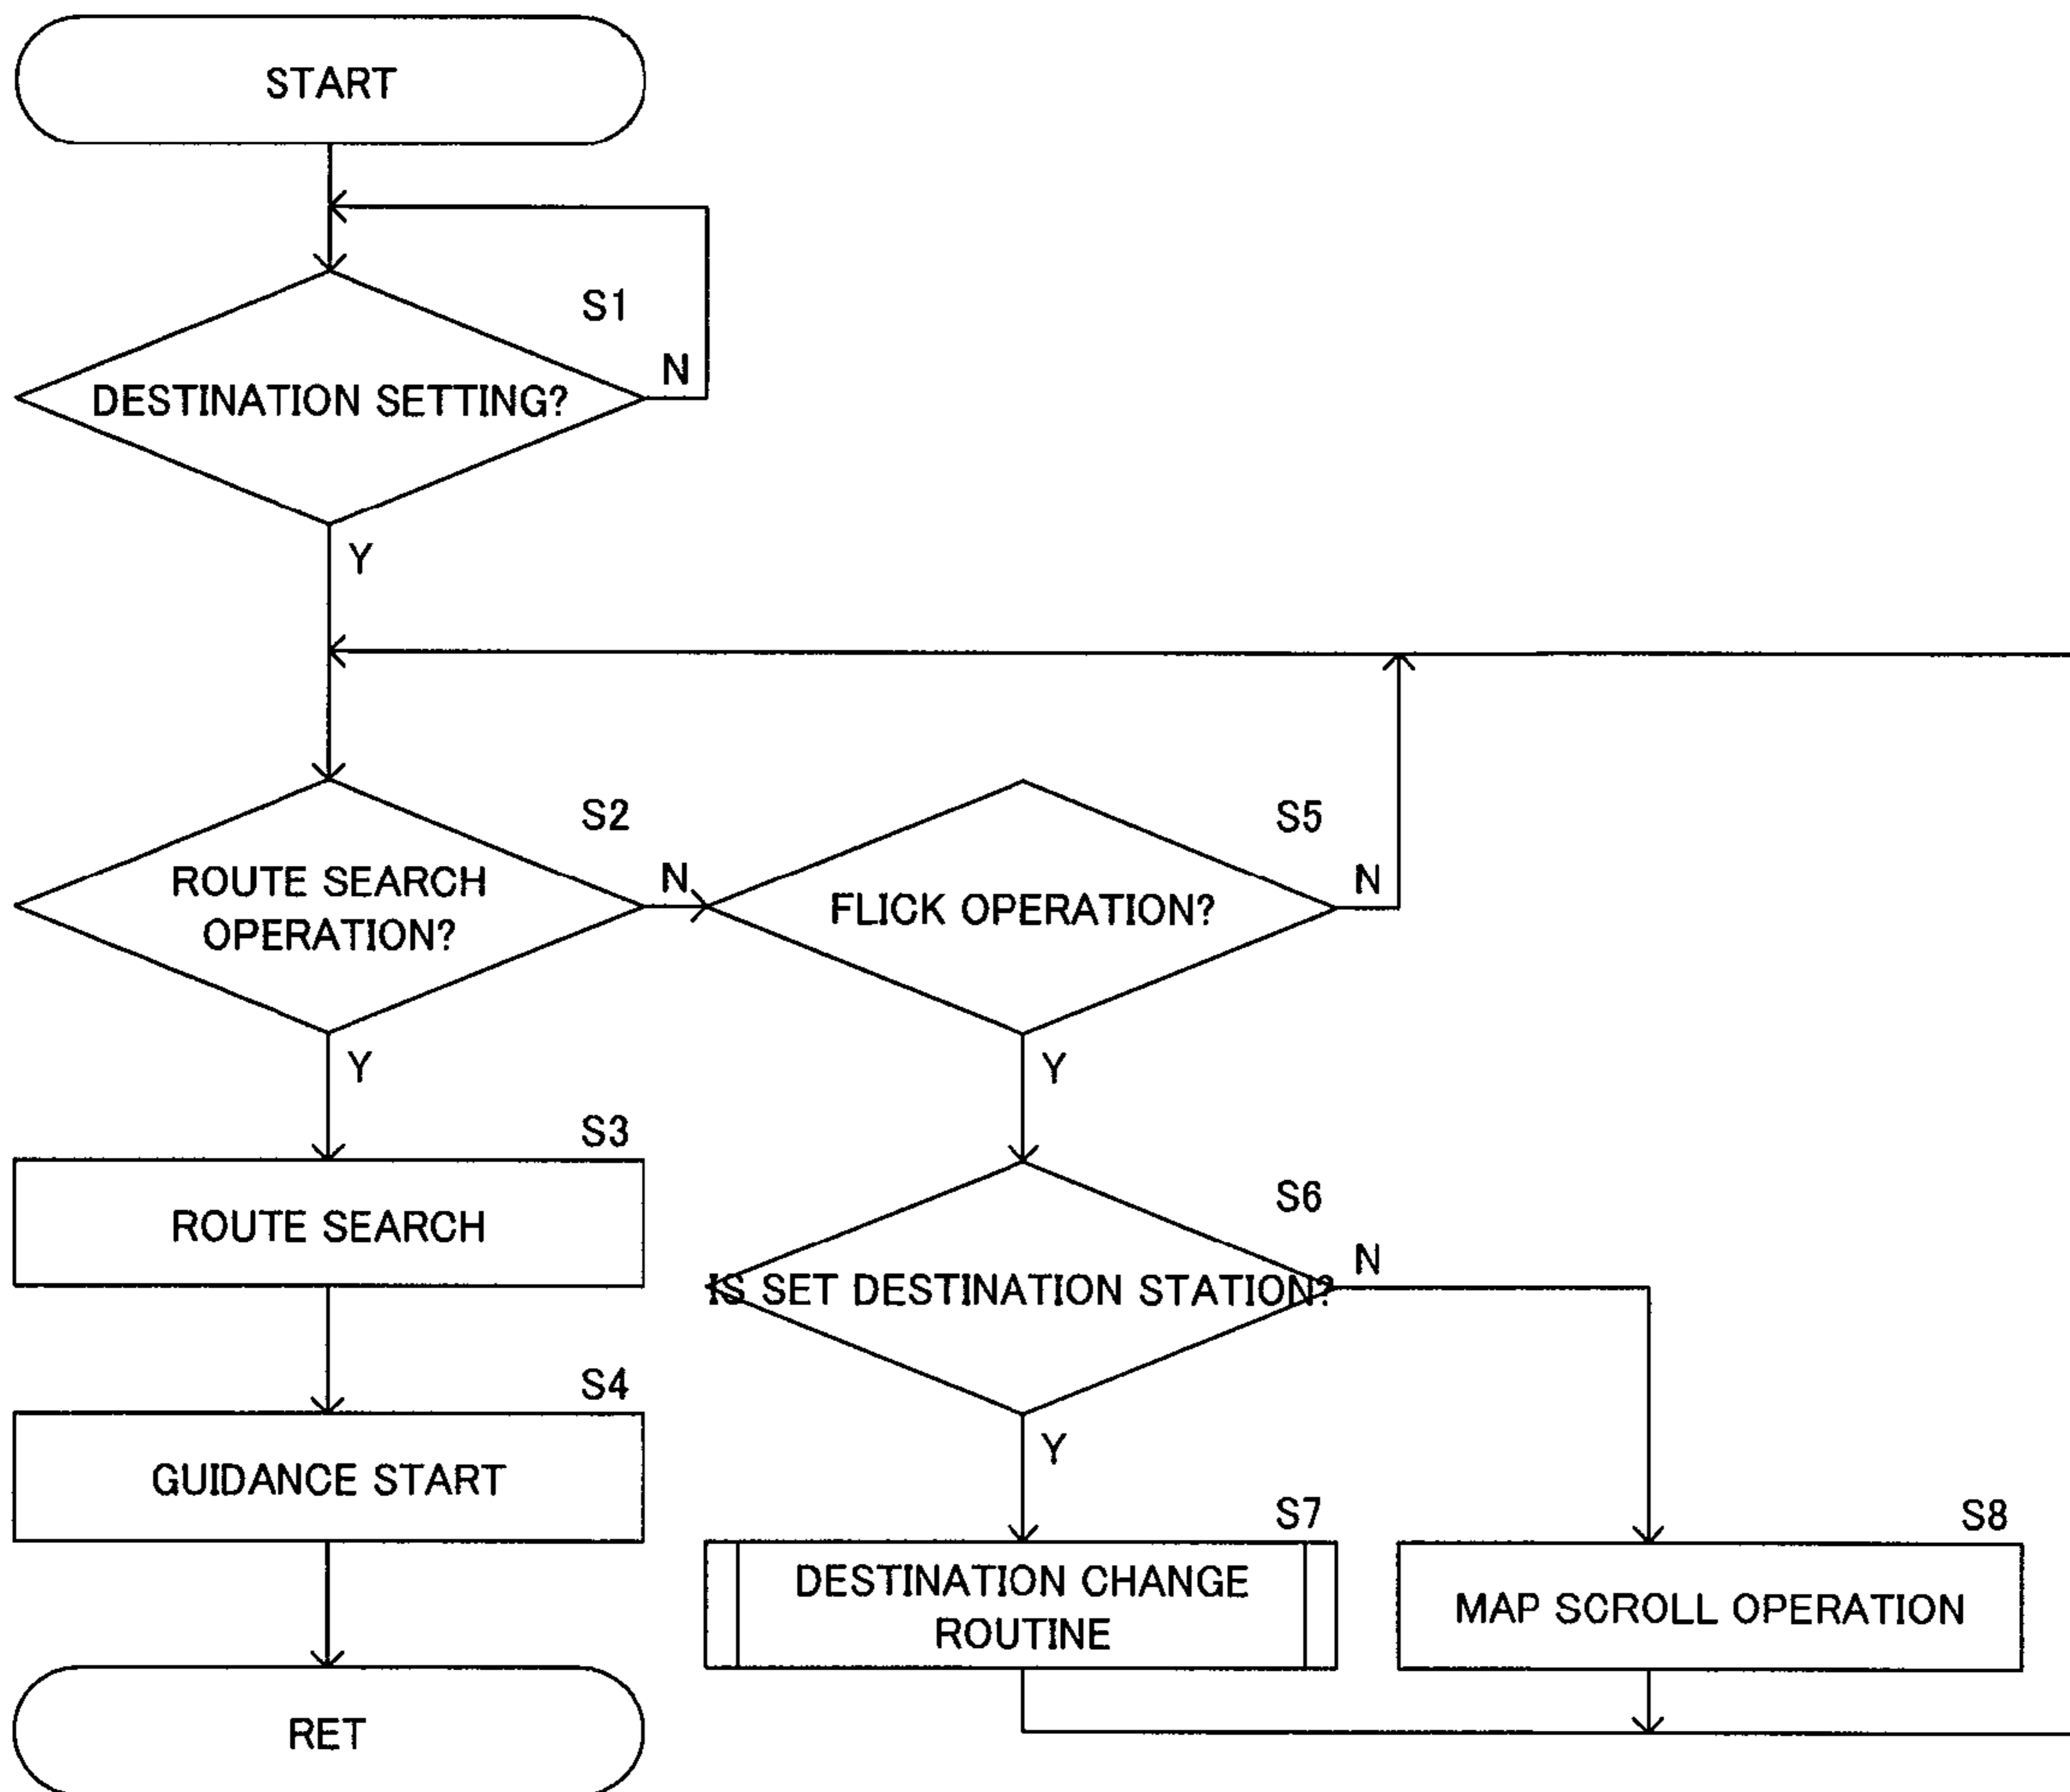 START
S1
N
DESTINATION SETTING?
Y
S2
ROUTE SEARCH
OPERATION?
N
S5
FLICK OPERATION?
N
Y
Y
S3
ROUTE SEARCH
S6
IS SET DESTINATION STATION?
N
S4
GUIDANCE START
Y
S7
DESTINATION CHANGE
ROUTINE
S8
MAP SCROLL OPERATION
RET